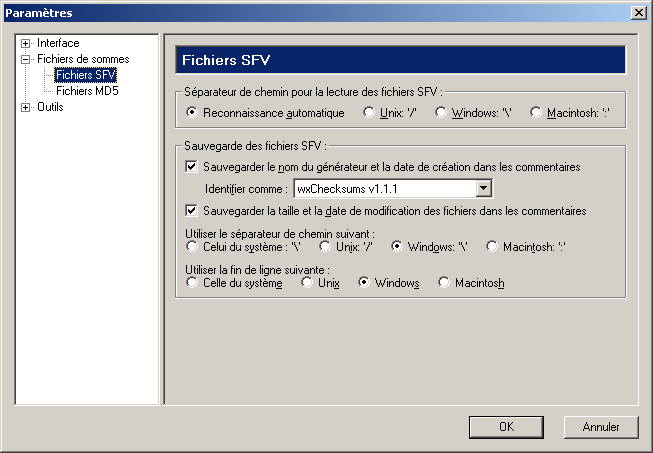 Paramètres
Interface
Fichiers de sommes
Fichiers SFV
Fichiers MD5
Outils
Fichiers SFV
Séparateur de chemin pour la lecture des fichiers SFV :
Reconnaissance automatique Unix: '/' Windows: '\' Macintosh: ':'
Sauvegarde des fichiers SFV :
Sauvegarder le nom du générateur et la date de création dans les commentaires
Identifier comme : wxChecksums v1.1.1
Sauvegarder la taille et la date de modification des fichiers dans les commentaires
Utiliser le séparateur de chemin suivant :
Celui du système : '\' Unix: '/' Windows: '\' Macintosh: ':'
Utiliser la fin de ligne suivante :
Celle du système Unix Windows Macintosh
OK Annuler